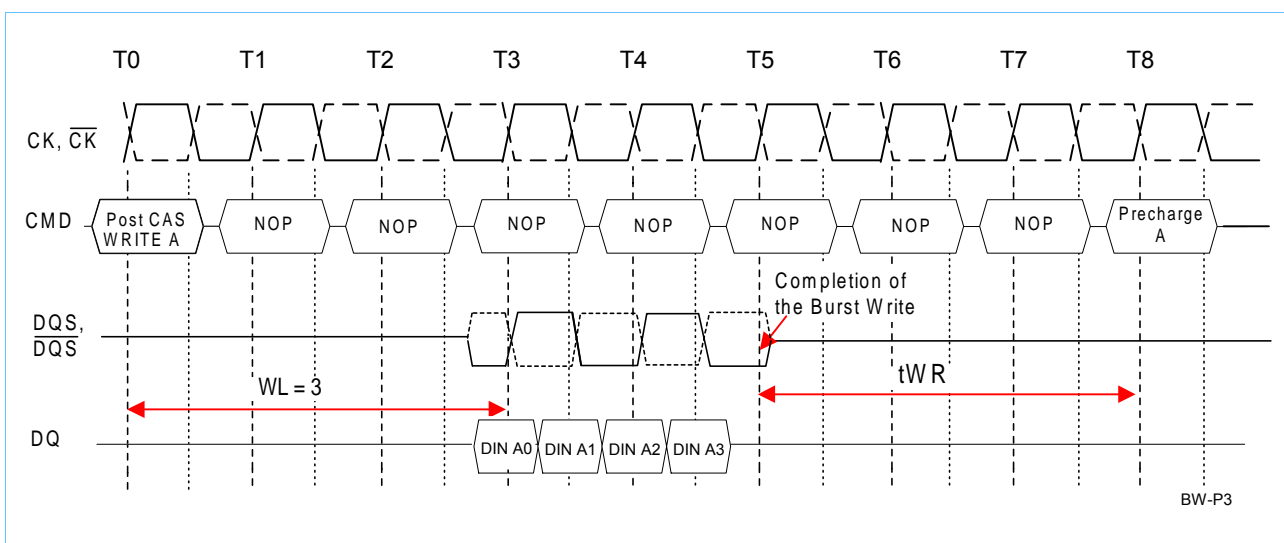 T0 T1 T2 T3 T4 T5 T6 T7 T8
CK, CK
CMD
Post CAS
WRITE A
NOP NOP NOP NOP NOP NOP NOP
Precharge
A
Completion of
the Burst Write
DQS,
DQS
WL = 3
tWR
DQ
DIN A0 DIN A1 DIN A2 DIN A3
BW-P3